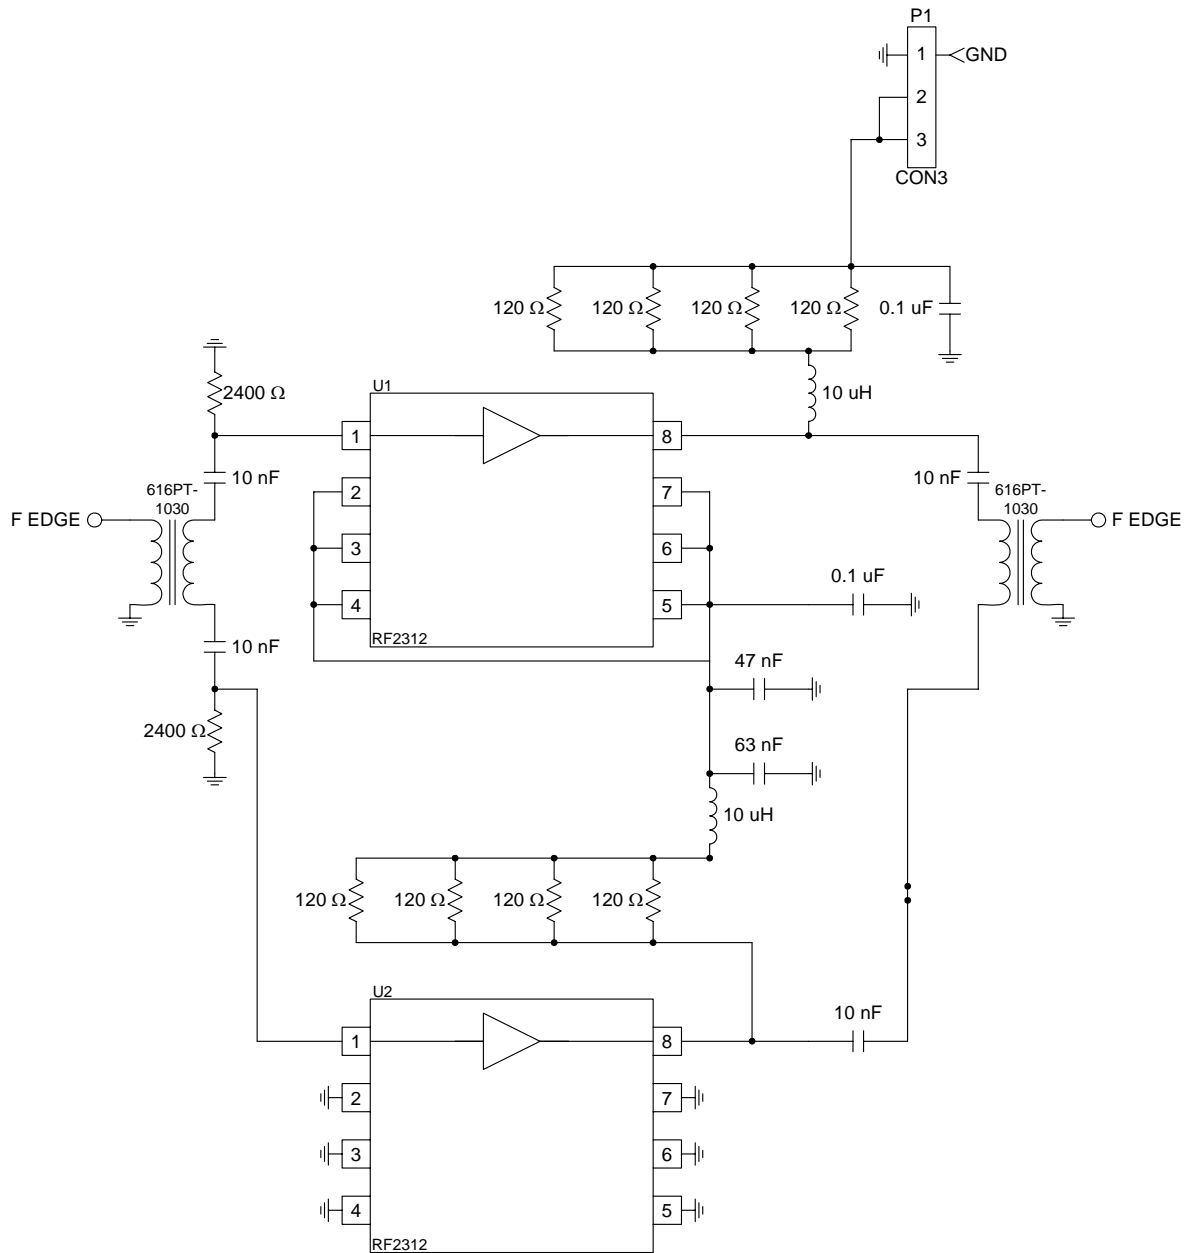 P1
1
GND
2
3
CON3
120 Ω
120 Ω
120 Ω
120 Ω
0.1 uF
2400 Ω
10 uH
U1
1
8
10 nF
10 nF
616PT-
1030
2
7
616PT-
1030
F EDGE
F EDGE
3
6
0.1 uF
4
5
RF2312
10 nF
47 nF
2400 Ω
63 nF
10 uH
120 Ω
120 Ω
120 Ω
120 Ω
U2
10 nF
1
8
2
7
3
6
4
5
RF2312